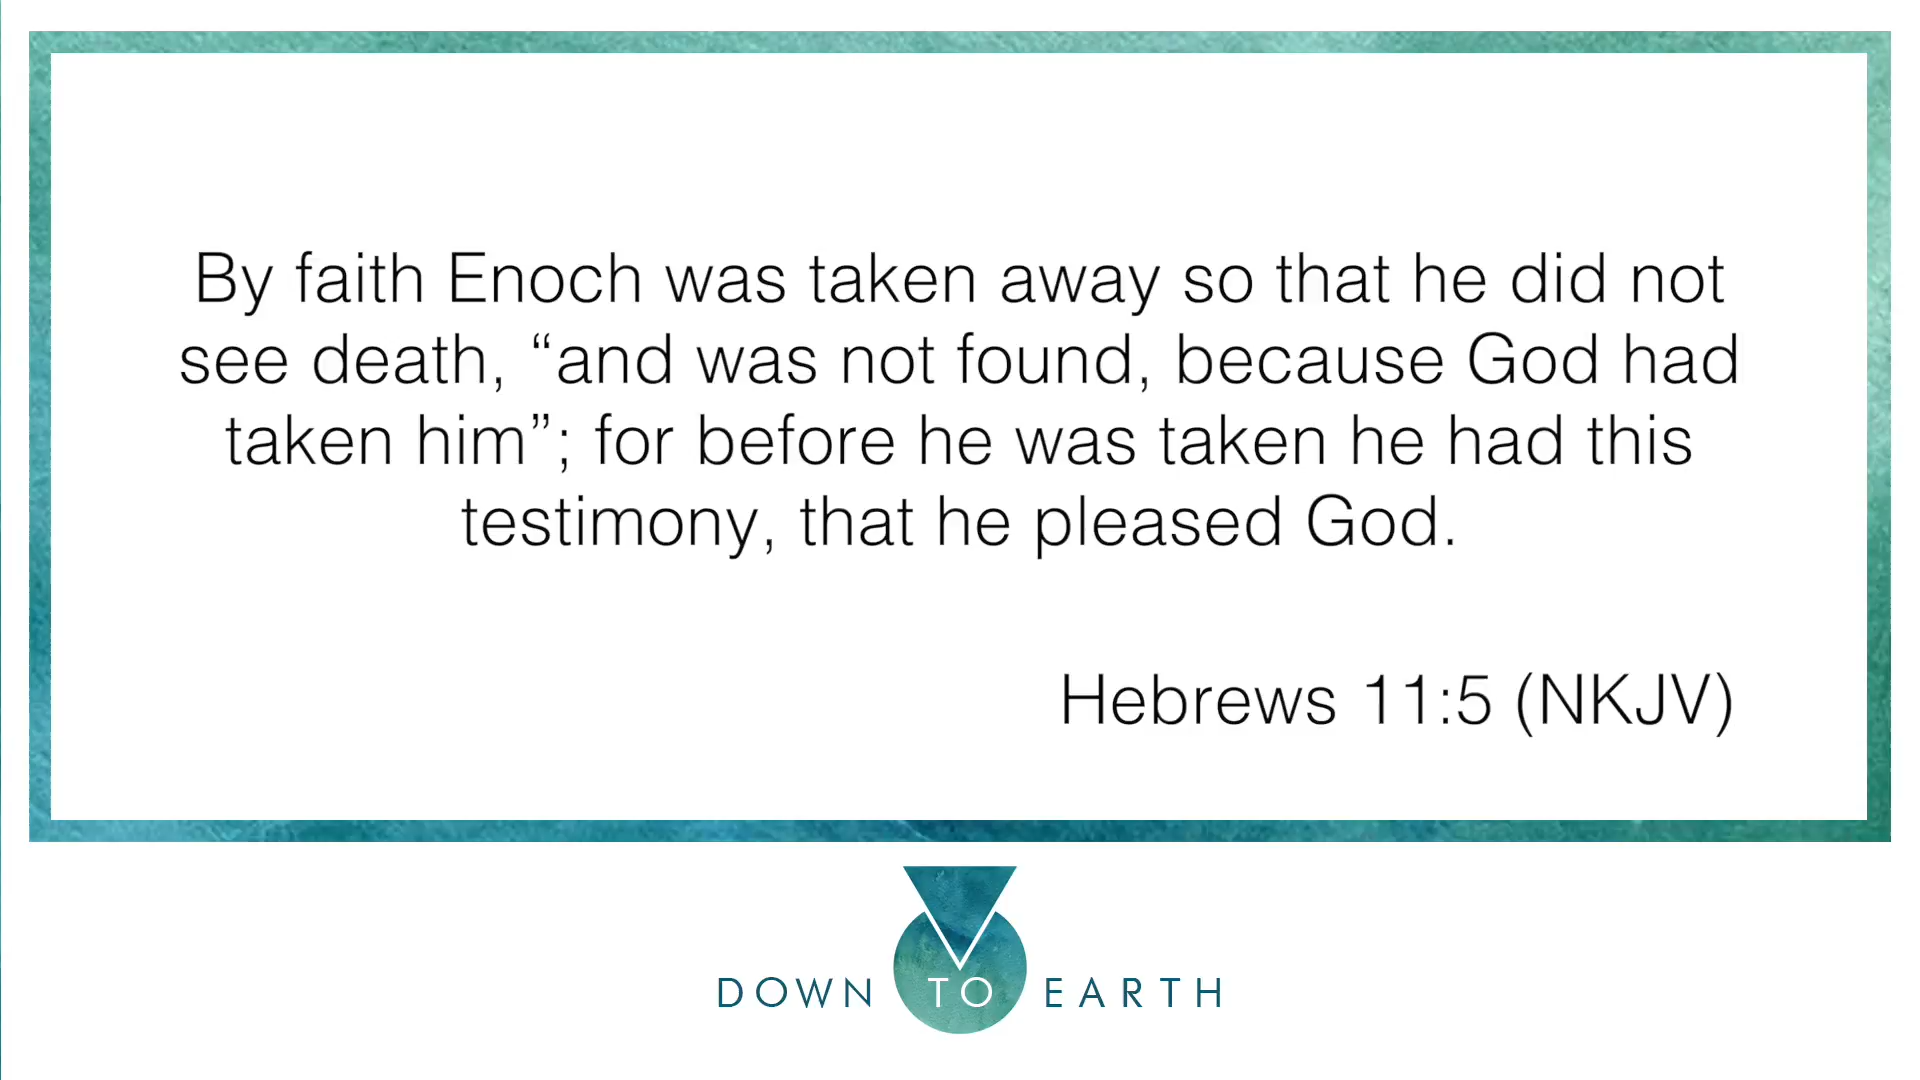 By faith Enoch was taken away so that he did not
see death, “and was not found, because God had
taken him”; for before he was taken he had this
testimony, that he pleased God.
Hebrews 11:5 (NKJV)
DOWN TO EARTH